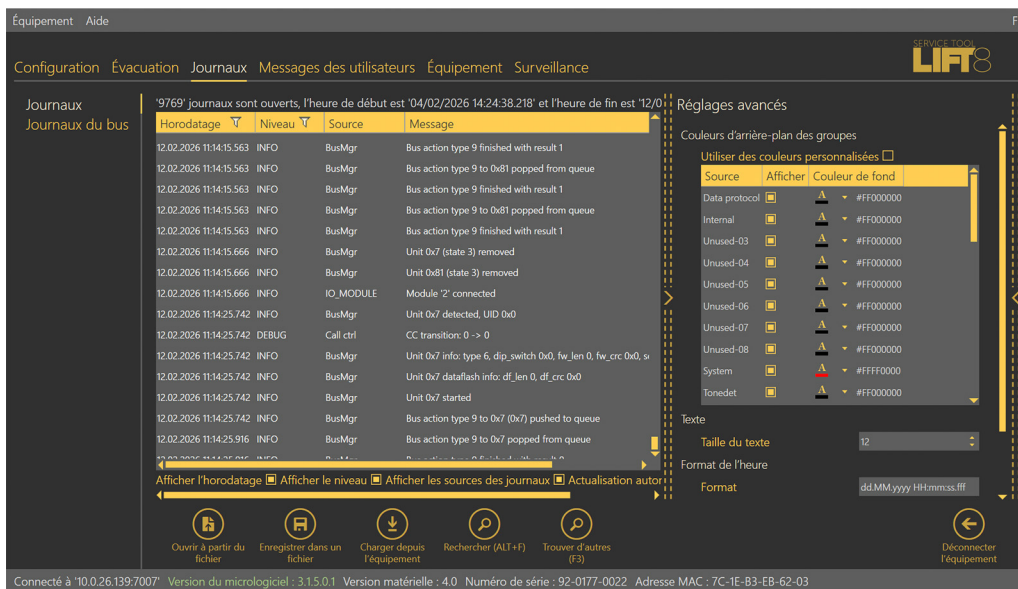 Équipement Aide
SERVICE TOOL
LIFT8
Configuration Évacuation Journaux Messages des utilisateurs Équipement Surveillance
Journaux
Journaux du bus
'9769' journaux sont ouverts, l'heure de début est '04/02/2026 14:24:38.218' et l'heure de fin est '12/0
Horodatage Niveau Source Message
12.02.2026 11:14:15.563 INFO BusMgr Bus action type 9 finished with result 1
12.02.2026 11:14:15.563 INFO BusMgr Bus action type 9 to 0x81 popped from queue
12.02.2026 11:14:15.563 INFO BusMgr Bus action type 9 finished with result 1
12.02.2026 11:14:15.563 INFO BusMgr Bus action type 9 to 0x81 popped from queue
12.02.2026 11:14:15.563 INFO BusMgr Bus action type 9 finished with result 1
12.02.2026 11:14:15.666 INFO BusMgr Unit 0x7 (state 3) removed
12.02.2026 11:14:15.666 INFO BusMgr Unit 0x81 (state 3) removed
12.02.2026 11:14:15.666 INFO IO_MODULE Module '2' connected
12.02.2026 11:14:25.742 INFO BusMgr Unit 0x7 detected, UID 0x0
12.02.2026 11:14:25.742 DEBUG Call ctrl CC transition: 0 -> 0
12.02.2026 11:14:25.742 INFO BusMgr Unit 0x7 info: type 6, dip_switch 0x0, fw_len 0, fw_crc 0x0, s
12.02.2026 11:14:25.742 INFO BusMgr Unit 0x7 dataflash info: df_len 0, df_crc 0x0
12.02.2026 11:14:25.742 INFO BusMgr Unit 0x7 started
12.02.2026 11:14:25.742 INFO BusMgr Bus action type 9 to 0x7 (0x7) pushed to queue
12.02.2026 11:14:25.916 INFO BusMgr Bus action type 9 to 0x7 popped from queue
Afficher l'horodatage Afficher le niveau Afficher les sources des journaux Actualisation autor
Réglages avancés
Couleurs d'arrière-plan des groupes
Utiliser des couleurs personnalisées
Source Afficher Couleur de fond
Data protocol A #FF000000
Internal A #FF000000
Unused-03 A #FF000000
Unused-04 A #FF000000
Unused-05 A #FF000000
Unused-06 A #FF000000
Unused-07 A #FF000000
Unused-08 A #FF000000
System A #FFFF0000
Tonedet A #FF000000
Texte
Taille du texte 12
Format de l'heure
Format dd.MM.yyyy HH:mm:ss.fff
Ouvrir à partir du fichier
Enregistrer dans un fichier
Charger depuis l'équipement
Rechercher (ALT+F)
Trouver d'autres (F3)
Déconnecter l'équipement
Connecté à '10.0.26.139:7007' Version du micrologiciel : 3.1.5.0.1 Version matérielle : 4.0 Numéro de série : 92-0177-0022 Adresse MAC : 7C-1E-B3-EB-62-03